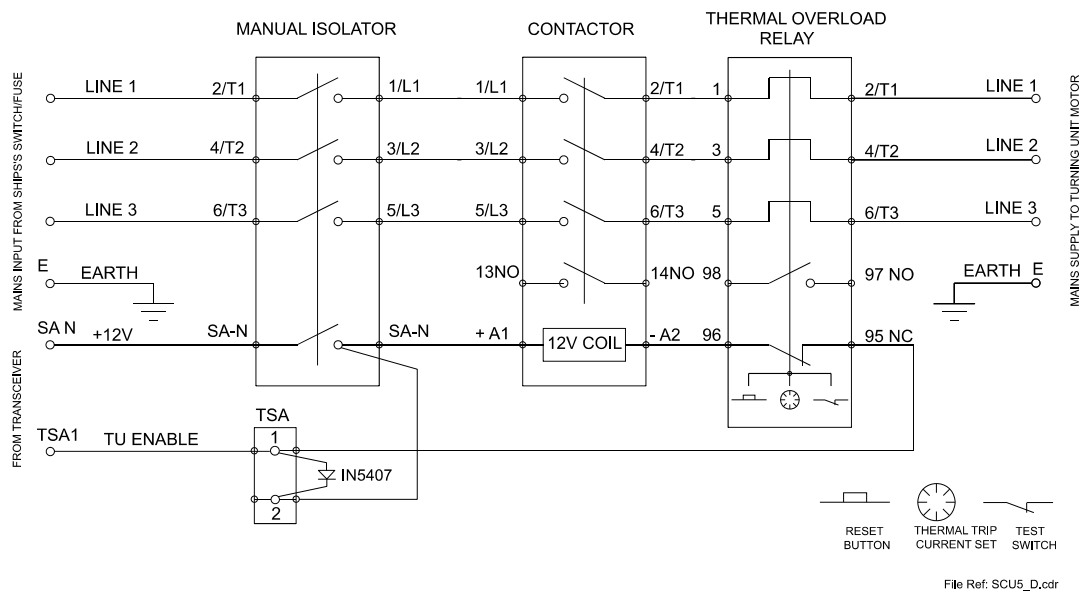 MANUAL ISOLATOR
CONTACTOR
THERMAL OVERLOAD
RELAY
MAINS INPUT FROM SHIPS'S SWITCH/FUSE
LINE 1 2/T1 1/L1 1/L1 2/T1 1 2/T1 LINE 1
LINE 2 4/T2 3/L2 3/L2 4/T2 3 4/T2 LINE 2
LINE 3 6/T3 5/L3 5/L3 6/T3 5 6/T3 LINE 3
MAINS SUPPLY TO TURNING UNIT MOTOR
E EARTH 13NO 14NO 98 97 NO EARTH E
SA N +12V SA-N SA-N + A1 12V COIL - A2 96 95 NC
FROM TRANSCEIVER
TSA
TSA1 TU ENABLE 1
IN5407
2
RESET
BUTTON
THERMAL TRIP
CURRENT SET
TEST
SWITCH
File Ref: SCU5_D.cdr